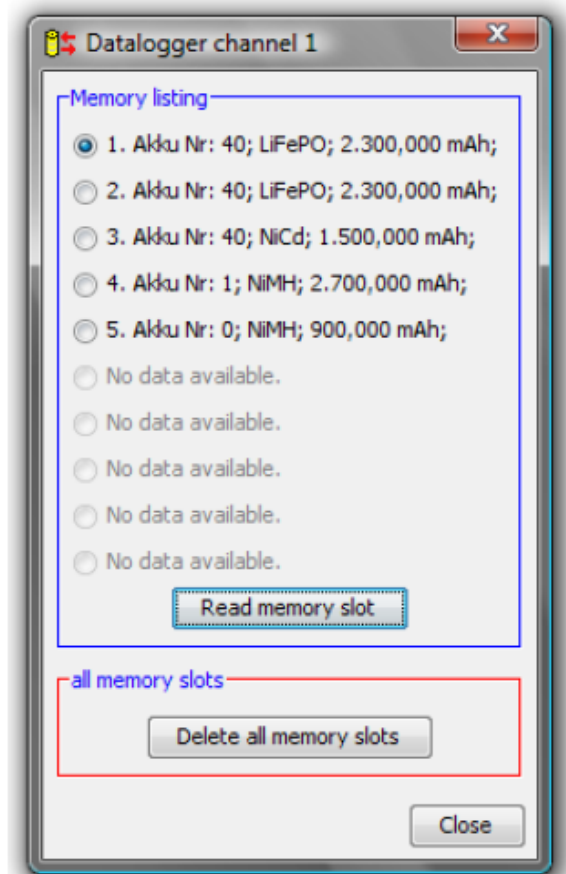 Datalogger channel 1
Memory listing
1. Akku Nr: 40; LiFePO; 2.300,000 mAh;
2. Akku Nr: 40; LiFePO; 2.300,000 mAh;
3. Akku Nr: 40; NiCd; 1.500,000 mAh;
4. Akku Nr: 1; NiMH; 2.700,000 mAh;
5. Akku Nr: 0; NiMH; 900,000 mAh;
No data available.
No data available.
No data available.
No data available.
No data available.
Read memory slot
all memory slots
Delete all memory slots
Close